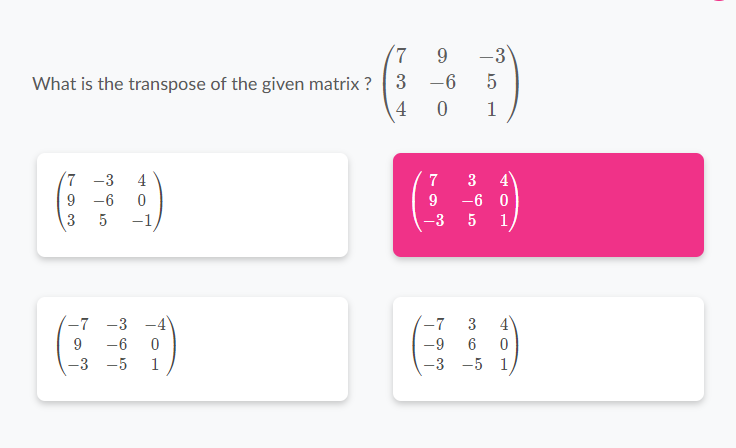 What is the transpose of the given matrix ?
7 9 −3
3 −6 5
4 0 1
7 −3 4
9 −6 0
3 5 −1
7 3 4
9 −6 0
−3 5 1
−7 −3 −4
9 −6 0
−3 −5 1
−7 3 4
−9 6 0
−3 −5 1